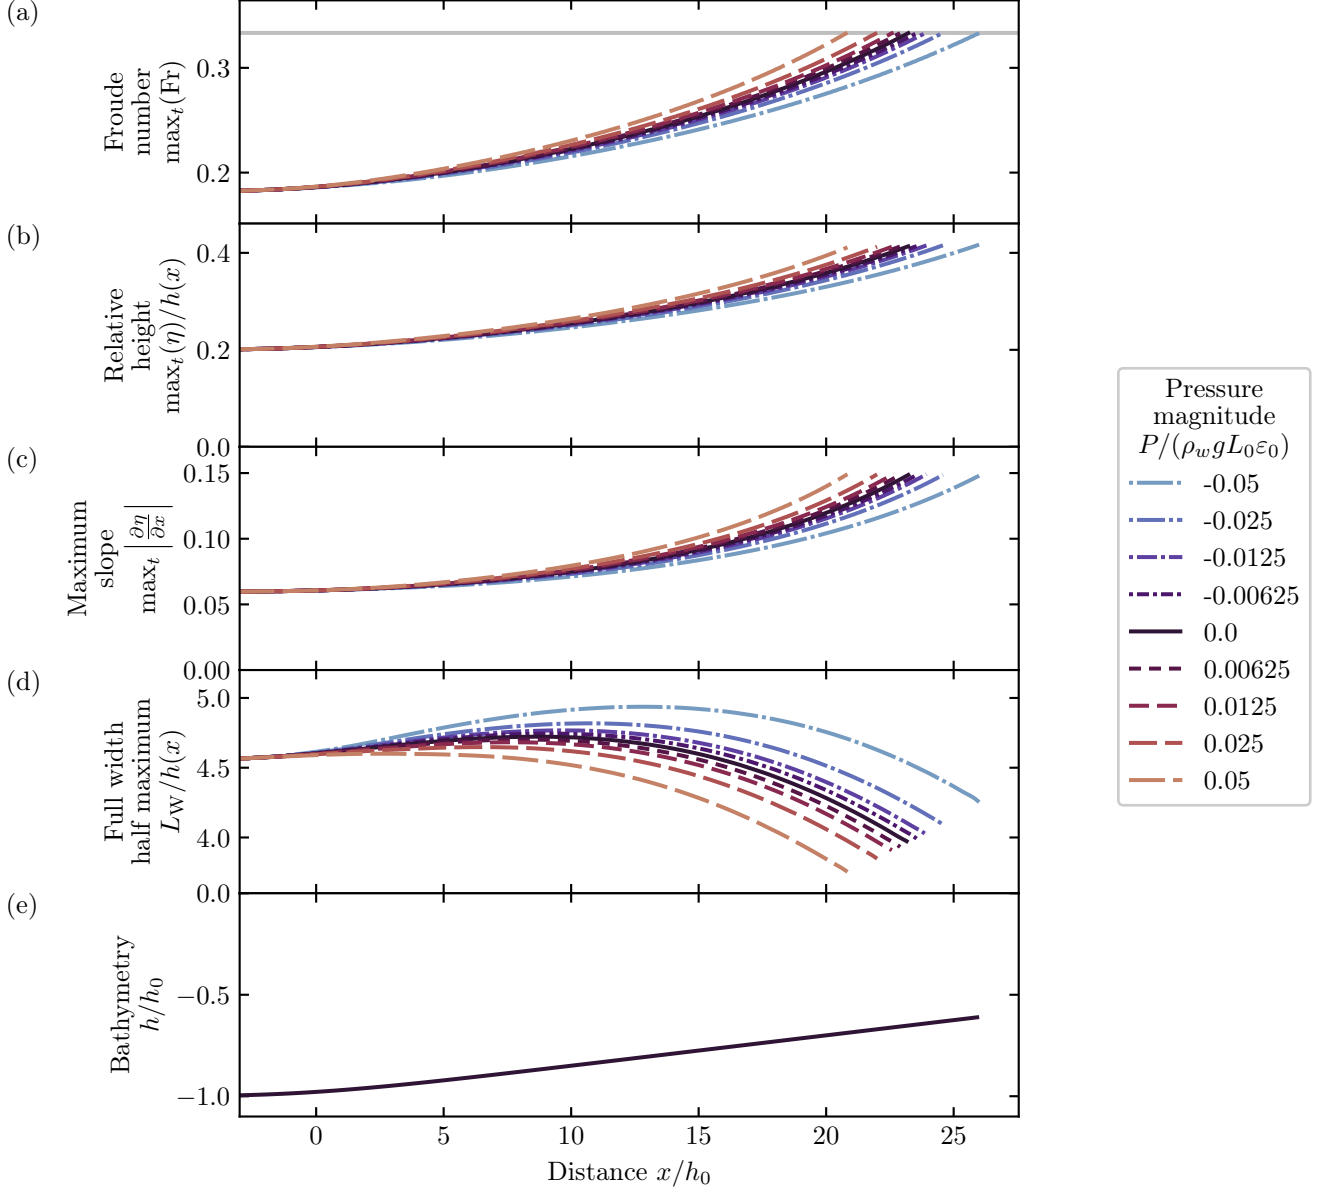 (a)
Froude
number
max_t(Fr)
0.3
0.2
(b)
Relative
height
max_t(η)/h(x)
0.4
0.2
0.0
(c)
Maximum
slope
max_t |∂η/∂x|
0.15
0.10
0.05
0.00
(d)
Full width
half maximum
L_W/h(x)
5.0
4.5
4.0
0.0
(e)
Bathymetry
h/h_0
−0.5
−1.0
0 5 10 15 20 25
Distance x/h_0
Pressure
magnitude
P/(ρ_w g L_0 ε_0)
-0.05
-0.025
-0.0125
-0.00625
0.0
0.00625
0.0125
0.025
0.05